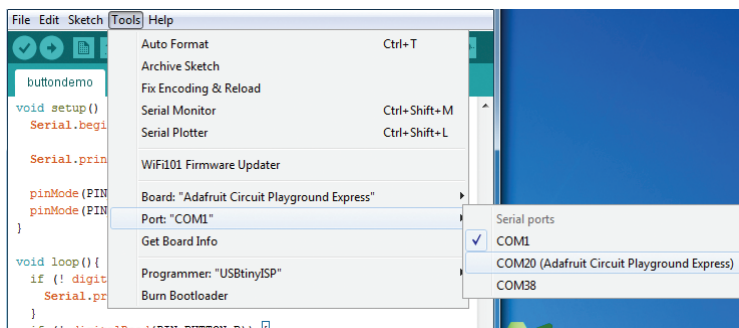 File Edit Sketch Tools Help
Auto Format Ctrl+T
Archive Sketch
buttondemo
Fix Encoding & Reload
void setup()
Serial Monitor Ctrl+Shift+M
Serial.begi
Serial Plotter Ctrl+Shift+L
Serial.prin
WiFi101 Firmware Updater
pinMode(PIN
Board: "Adafruit Circuit Playground Express"
pinMode(PIN
Port: "COM1"
Serial ports
}
Get Board Info
COM1
void loop(){
COM20 (Adafruit Circuit Playground Express)
if (! digit
Programmer: "USBtinyISP"
COM38
Serial.pr
Burn Bootloader
}